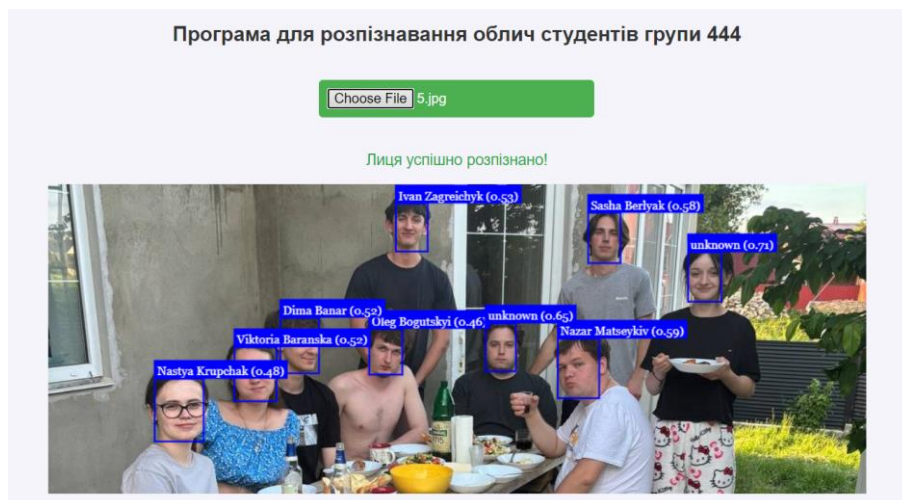 Програма для розпізнавання облич студентів групи 444
Choose File 5.jpg
Лиця успішно розпізнано!
Ivan Zagreichyk (0.53)
Sasha Berlyak (0.58)
unknown (0.71)
Dima Banar (0.52)
Oleg Bogutskyi (0.46)
unknown (0.65)
Viktoria Baranska (0.52)
Nazar Matseykiv (0.59)
Nastya Krupchak (0.48)